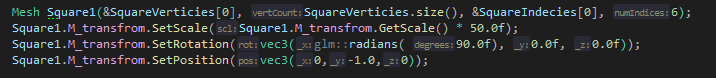 Mesh Square1(&SquareVerticies[0], vertCount: SquareVerticies.size(), &SquareIndecies[0], numIndices: 6);
Square1.M_transfrom.SetScale(scl: Square1.M_transfrom.GetScale() * 50.0f);
Square1.M_transfrom.SetRotation(rot: vec3(_x: glm::radians( degrees: 90.0f), _y: 0.0f, _z: 0.0f));
Square1.M_transfrom.SetPosition(pos: vec3(_x: 0,_y: -1.0,_z: 0));